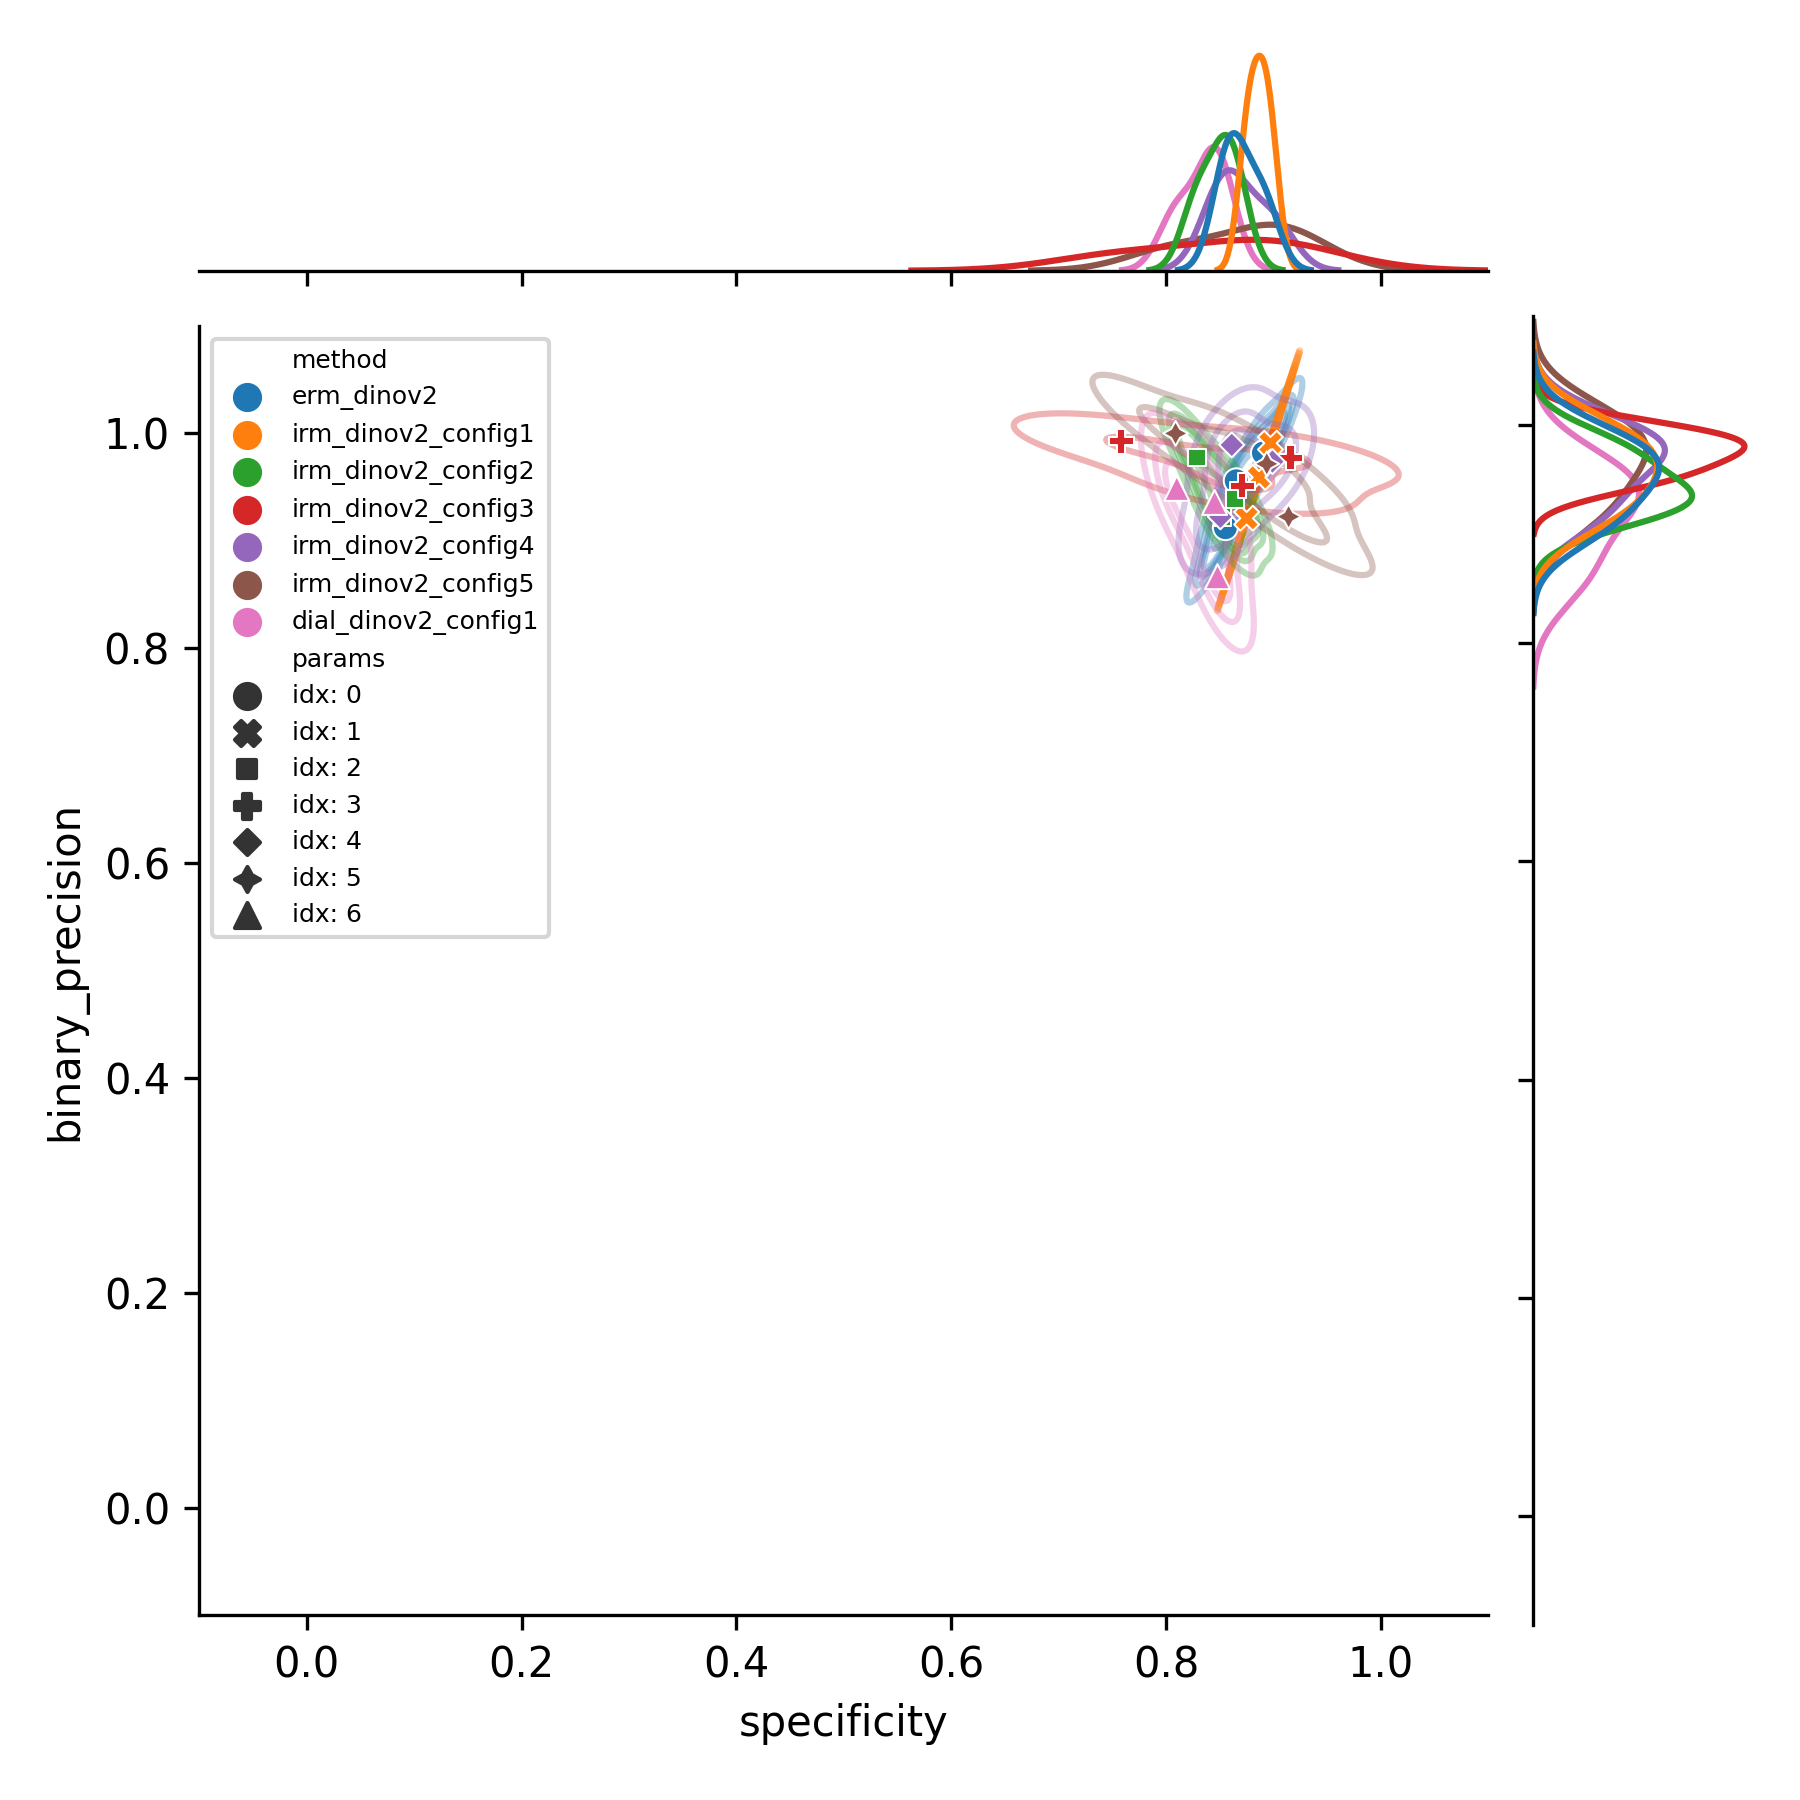 method
erm_dinov2
irm_dinov2_config1
irm_dinov2_config2
irm_dinov2_config3
irm_dinov2_config4
irm_dinov2_config5
dial_dinov2_config1
params
idx: 0
idx: 1
idx: 2
idx: 3
idx: 4
idx: 5
idx: 6
binary_precision
1.0
0.8
0.6
0.4
0.2
0.0
0.0 0.2 0.4 0.6 0.8 1.0
specificity